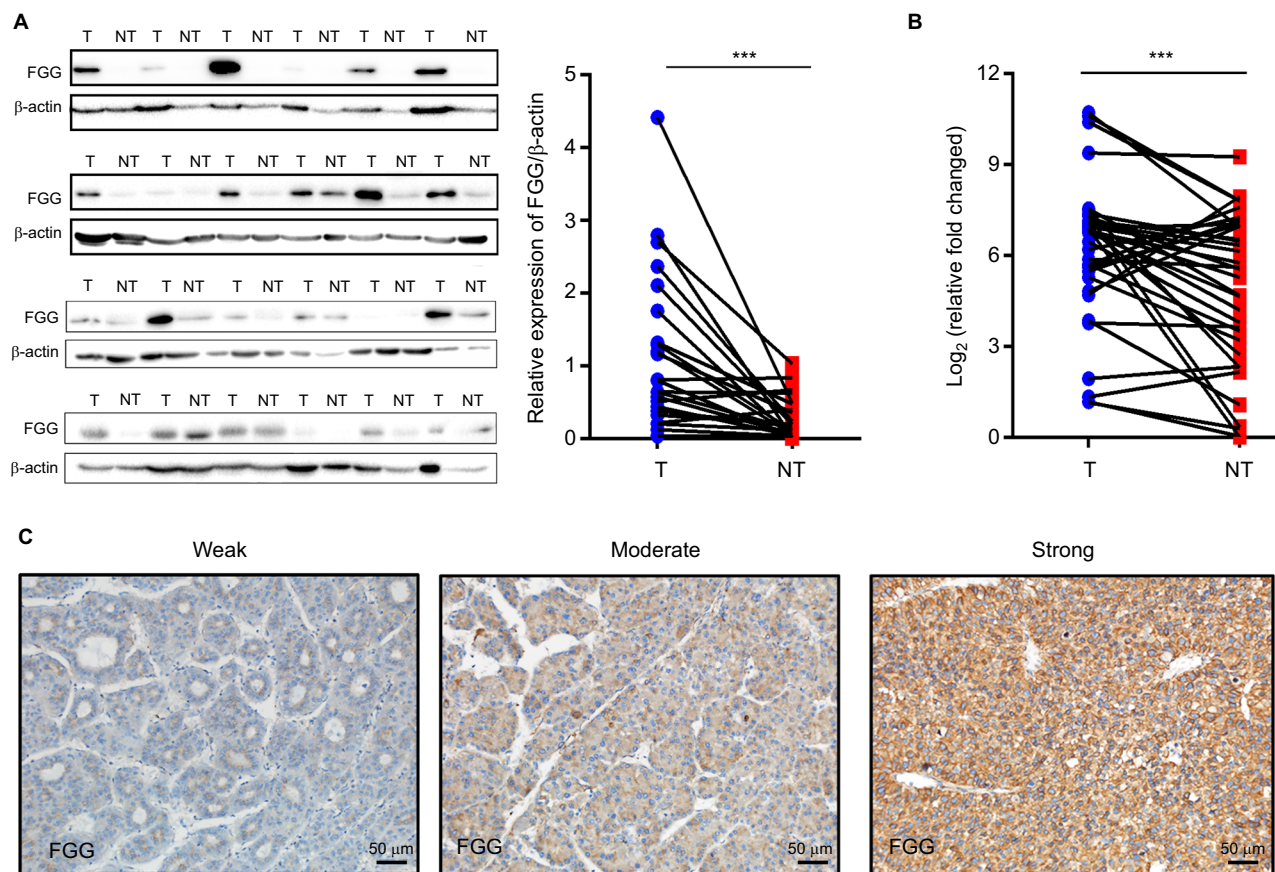 A
T NT T NT T NT T NT T NT T NT
FGG
β-actin
T NT T NT T NT T NT T NT T NT
FGG
β-actin
T NT T NT T NT T NT T NT T NT
FGG
β-actin
T NT T NT T NT T NT T NT T NT
FGG
β-actin
***
Relative expression of FGG/β-actin
5
4
3
2
1
0
T NT
B
***
Log2 (relative fold changed)
12
9
6
3
0
T NT
C
Weak Moderate Strong
FGG 50 μm
FGG 50 μm
FGG 50 μm